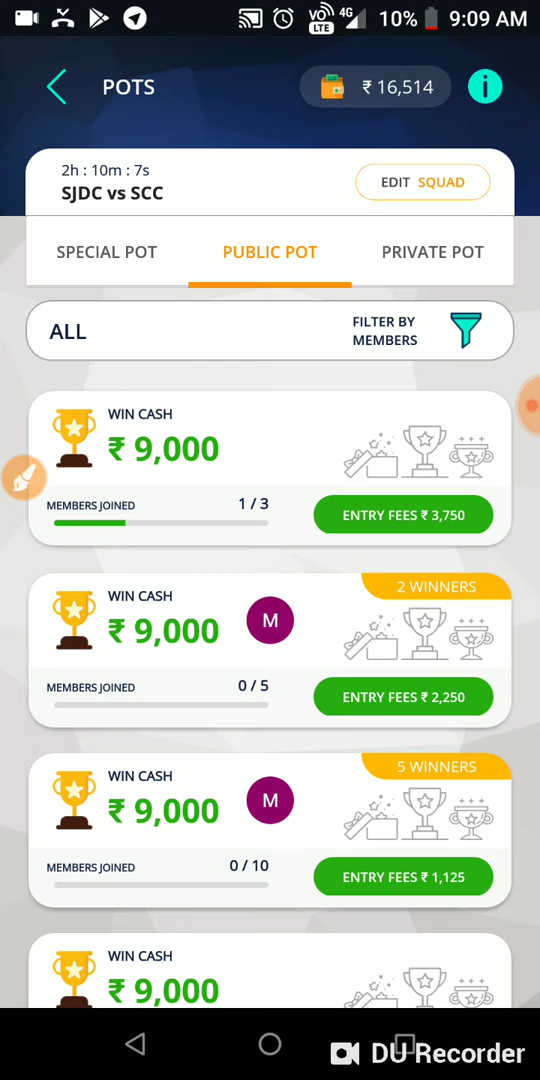 VO LTE 4G 10% 9:09 AM
POTS
₹ 16,514
i
2h : 10m : 7s
SJDC vs SCC
EDIT SQUAD
SPECIAL POT PUBLIC POT PRIVATE POT
ALL
FILTER BY
MEMBERS
WIN CASH
₹ 9,000
MEMBERS JOINED 1 / 3
ENTRY FEES ₹ 3,750
2 WINNERS
WIN CASH
₹ 9,000
M
MEMBERS JOINED 0 / 5
ENTRY FEES ₹ 2,250
5 WINNERS
WIN CASH
₹ 9,000
M
MEMBERS JOINED 0 / 10
ENTRY FEES ₹ 1,125
WIN CASH
₹ 9,000
DU Recorder